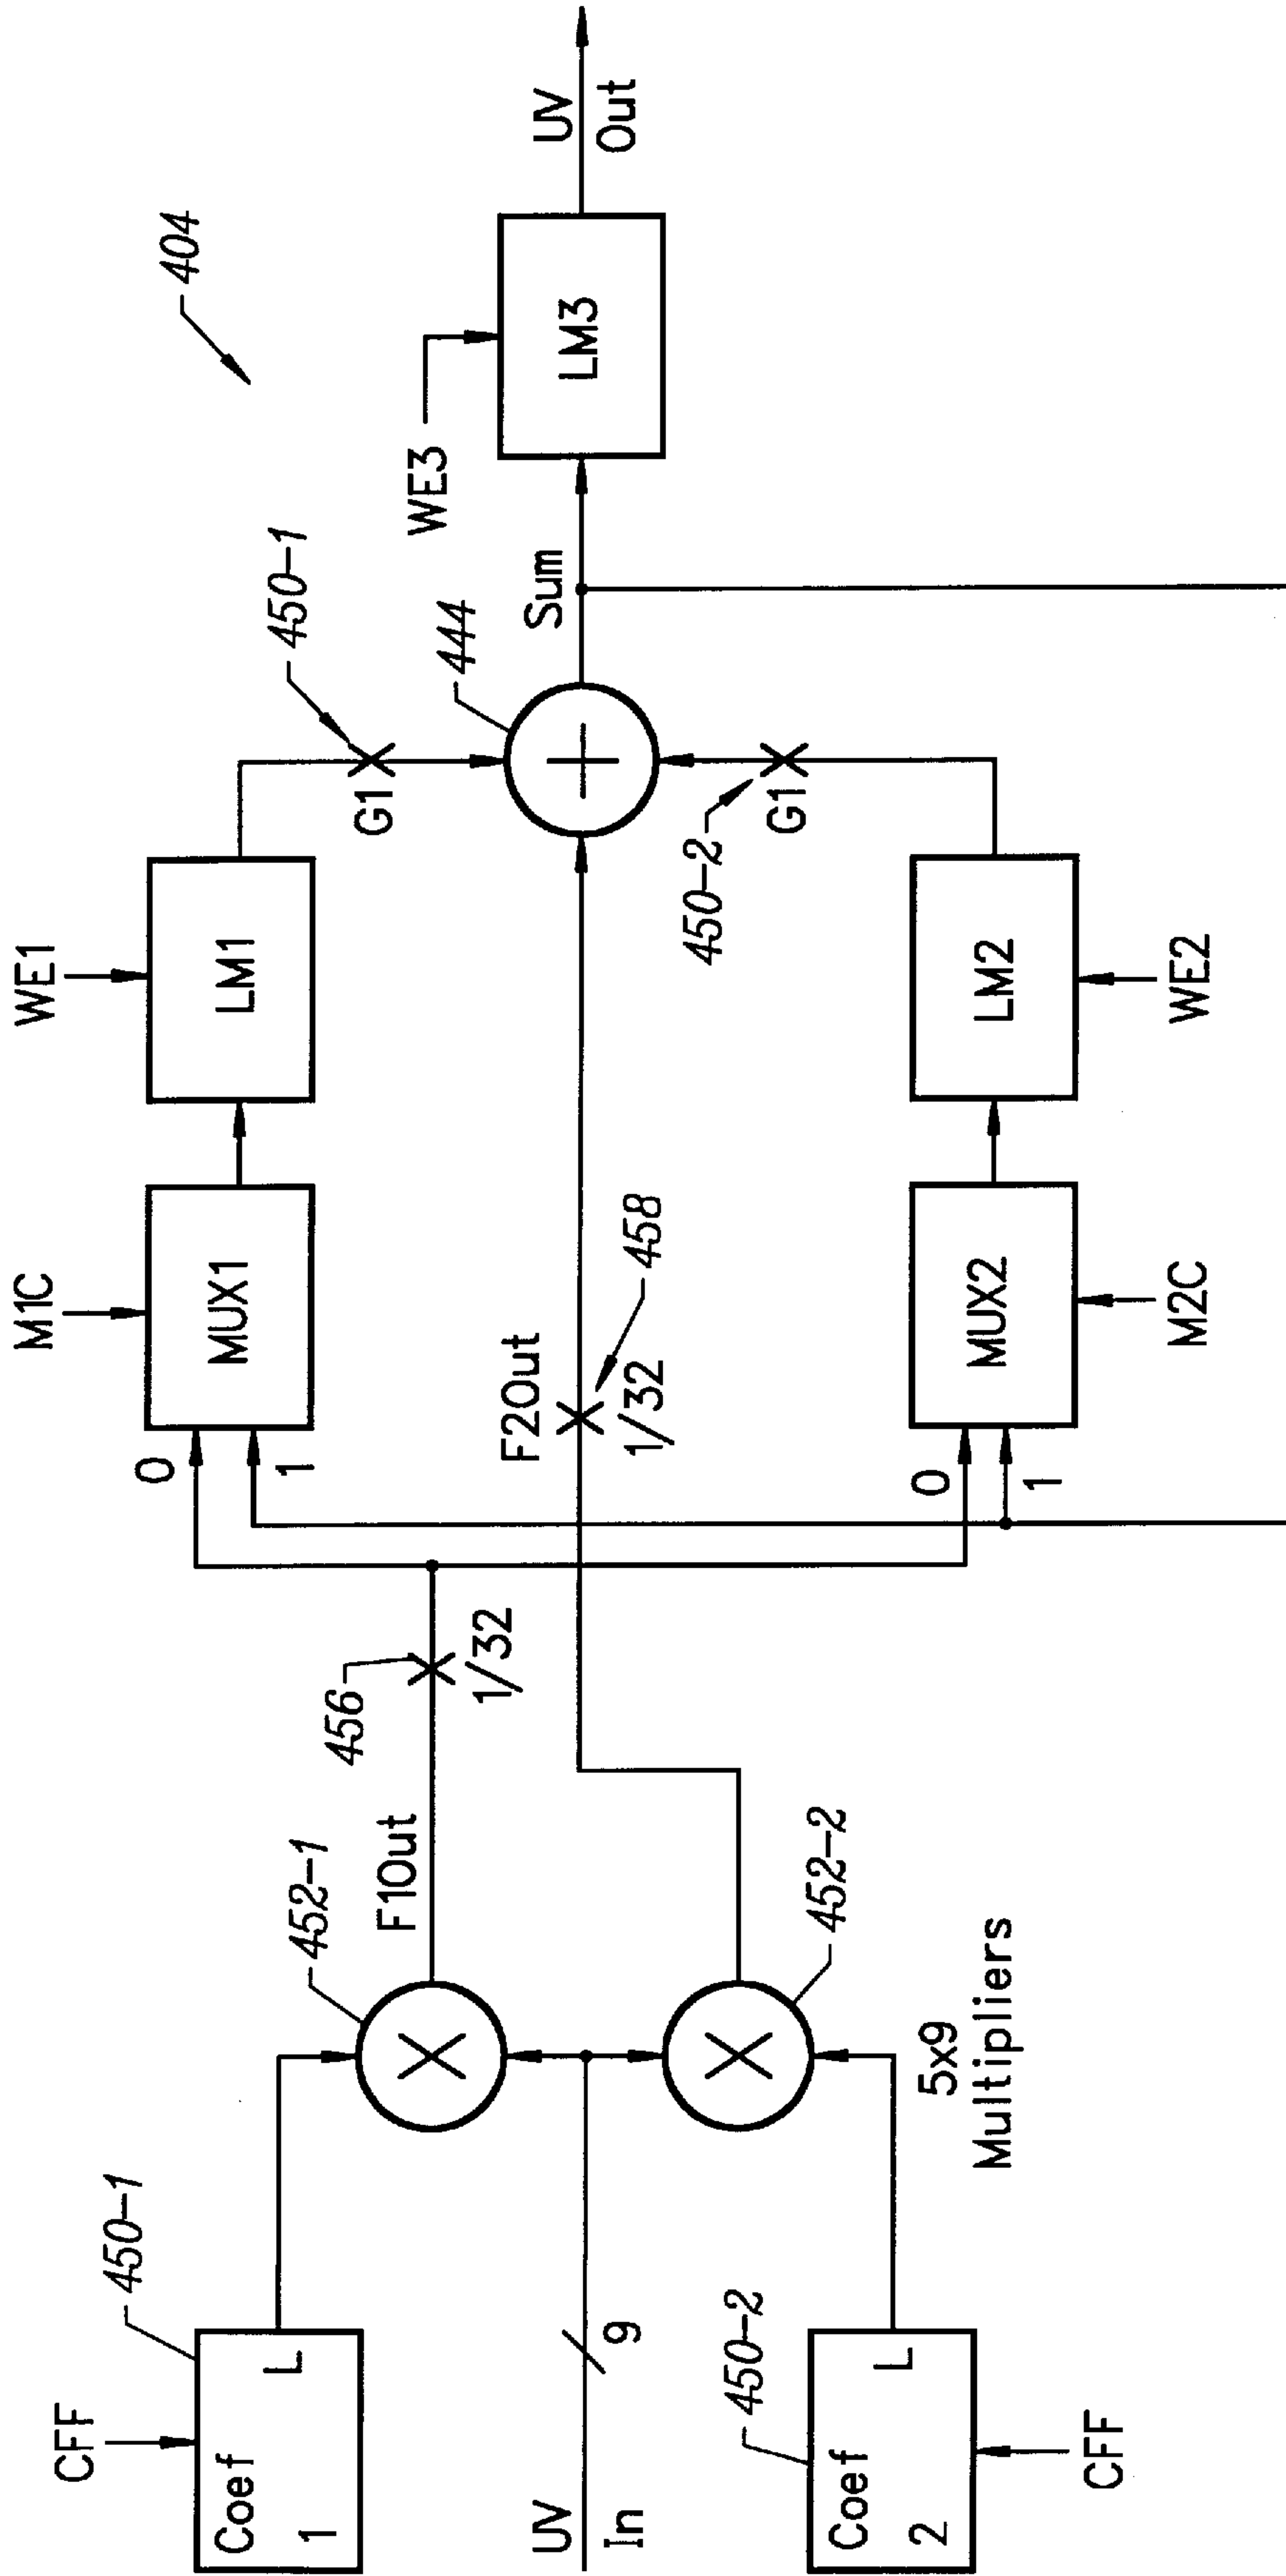 CFF
Coef
1
L
450-1
UV
In
9
Coef
2
L
450-2
CFF
452-1
F1Out
452-2
5x9
Multipliers
456
1/32
0
1
M1C
MUX1
WE1
LM1
F2Out
1/32
458
0
1
MUX2
M2C
LM2
WE2
G1
450-1
444
G1
450-2
Sum
WE3
LM3
404
UV
Out